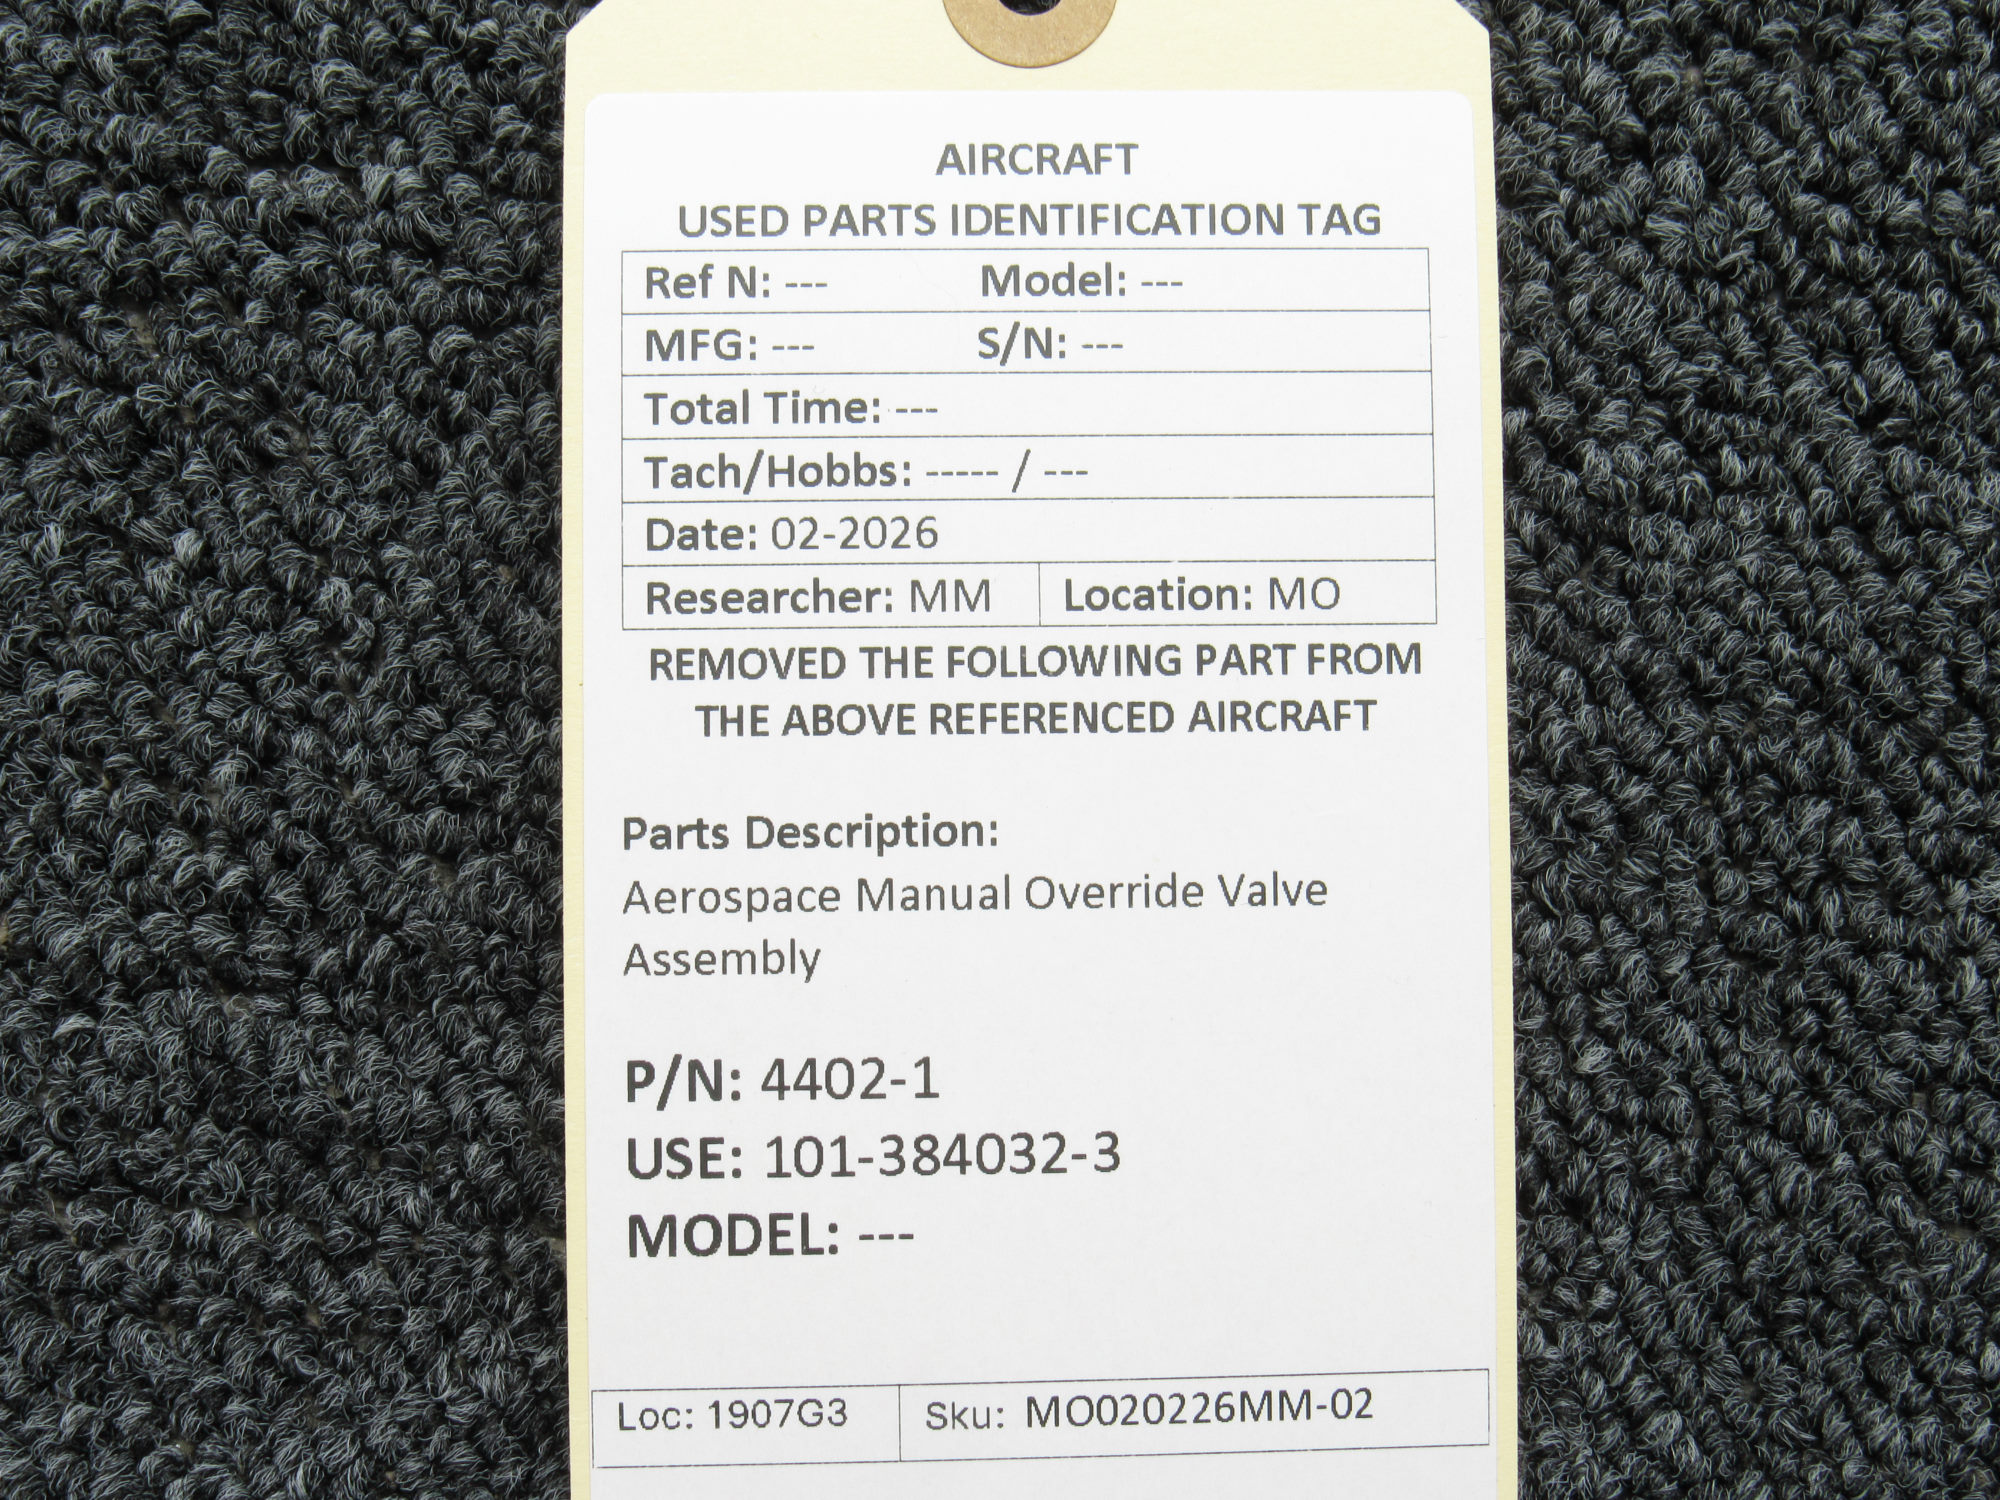 AIRCRAFT
USED PARTS IDENTIFICATION TAG
Ref N: --- Model: ---
MFG: --- S/N: ---
Total Time: ---
Tach/Hobbs: ----- / ---
Date: 02-2026
Researcher: MM Location: MO
REMOVED THE FOLLOWING PART FROM
THE ABOVE REFERENCED AIRCRAFT
Parts Description:
Aerospace Manual Override Valve
Assembly
P/N: 4402-1
USE: 101-384032-3
MODEL: ---
Loc: 1907G3 Sku: MO020226MM-02